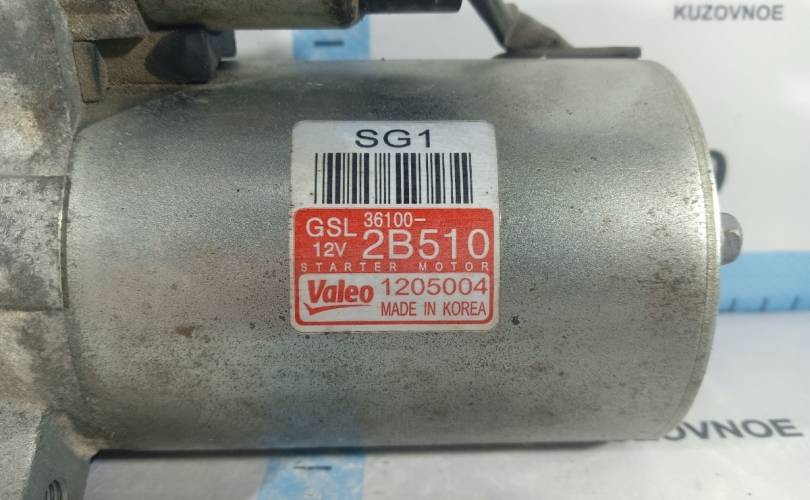 KUZOVNOE
SG1
GSL 36100-
12V 2B510
STARTER MOTOR
Valeo 1205004
MADE IN KOREA
KUZOVNOE